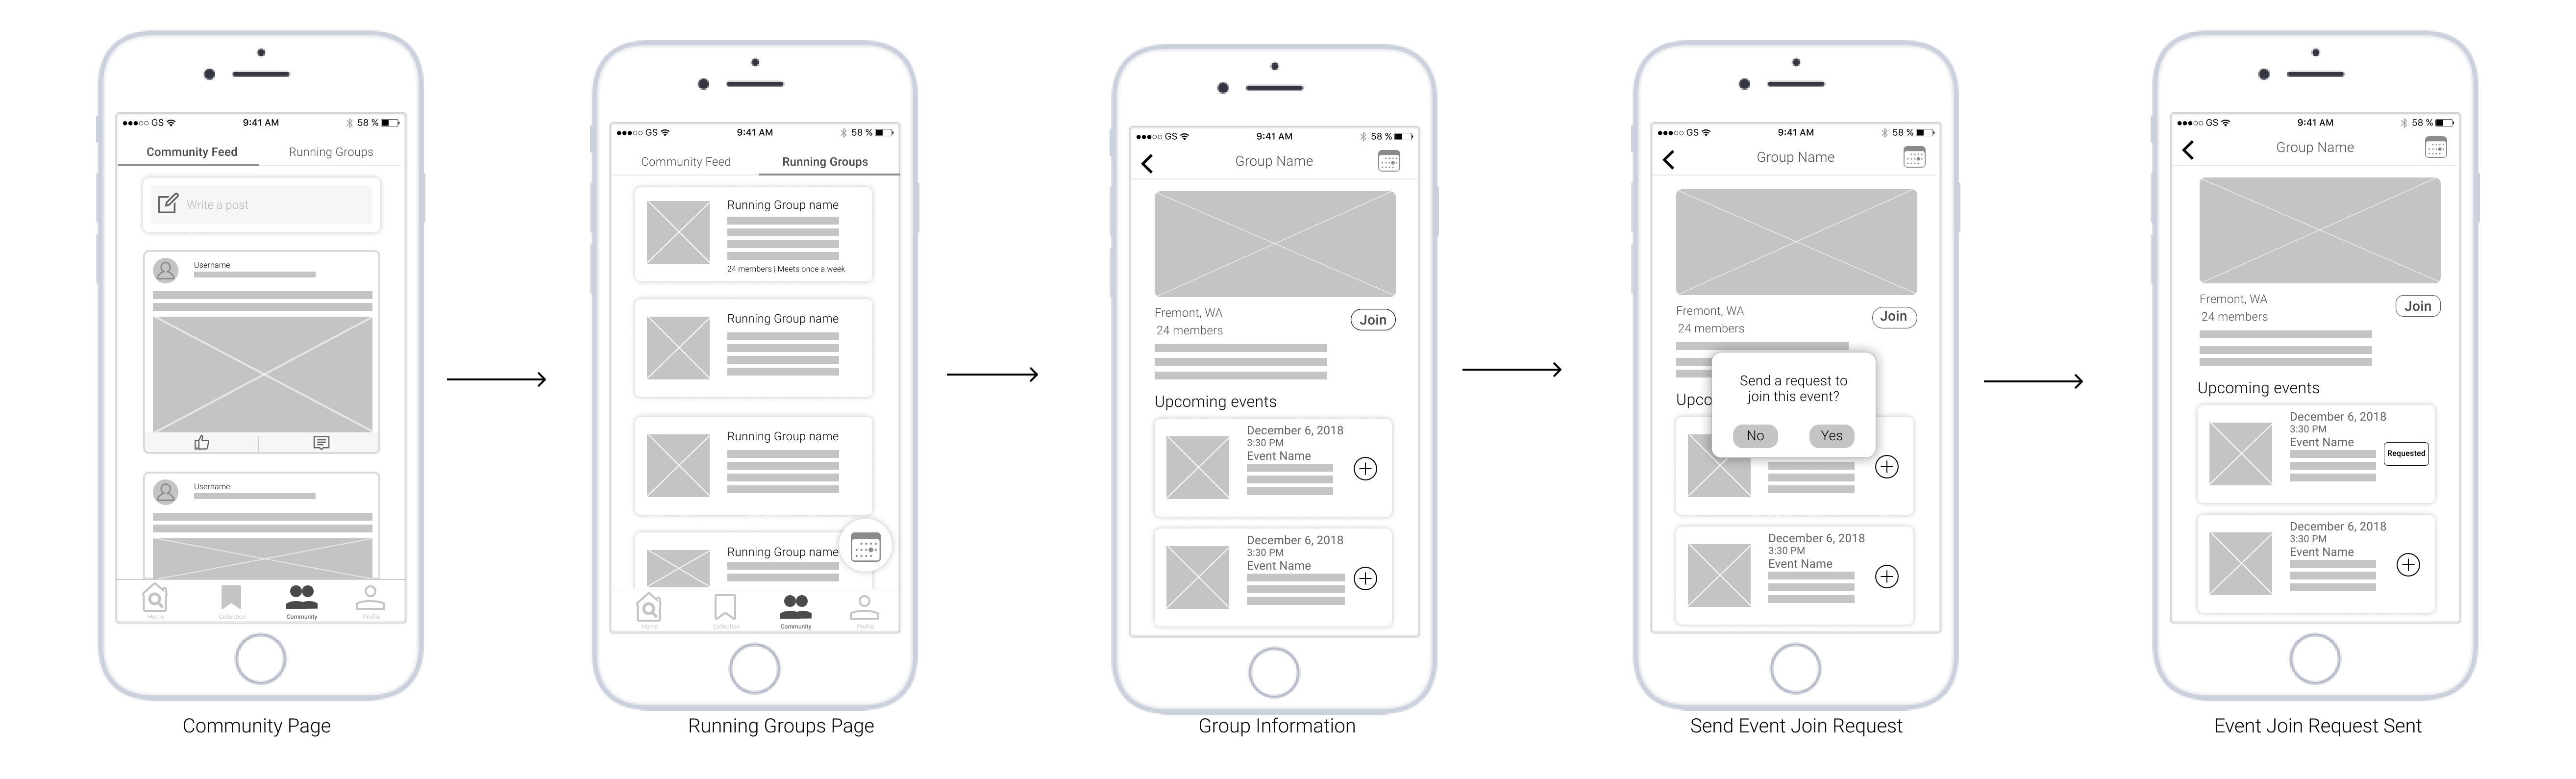 GS 9:41 AM 58 %
Community Feed Running Groups
Write a post
Username
Username
Home Collection Community Profile
Community Page
GS 9:41 AM 58 %
Community Feed Running Groups
Running Group name
24 members | Meets once a week
Running Group name
Running Group name
Running Group name
Home Collection Community Profile
Running Groups Page
GS 9:41 AM 58 %
Group Name
Fremont, WA
24 members
Join
Upcoming events
December 6, 2018
3:30 PM
Event Name
December 6, 2018
3:30 PM
Event Name
Group Information
GS 9:41 AM 58 %
Group Name
Fremont, WA
24 members
Join
Send a request to
join this event?
No Yes
Upco
December 6, 2018
3:30 PM
Event Name
Send Event Join Request
GS 9:41 AM 58 %
Group Name
Fremont, WA
24 members
Join
Upcoming events
December 6, 2018
3:30 PM
Event Name
Requested
December 6, 2018
3:30 PM
Event Name
Event Join Request Sent